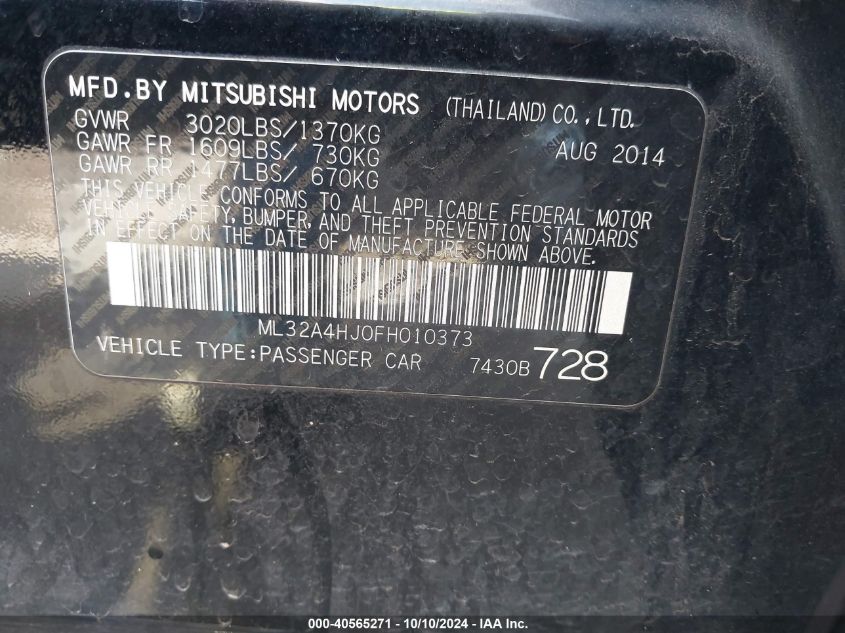 MFD.BY MITSUBISHI MOTORS (THAILAND) CO., LTD.
GVWR 3020LBS/1370KG AUG 2014
GAWR FR 1609LBS/ 730KG
GAWR RR 1477LBS/ 670KG
THIS VEHICLE CONFORMS TO ALL APPLICABLE FEDERAL MOTOR
VEHICLE SAFETY, BUMPER, AND THEFT PREVENTION STANDARDS
IN EFFECT ON THE DATE OF MANUFACTURE SHOWN ABOVE.
ML32A4HJ0FH010373
VEHICLE TYPE:PASSENGER CAR 7430B 728
000-40565271 - 10/10/2024 - IAA Inc.